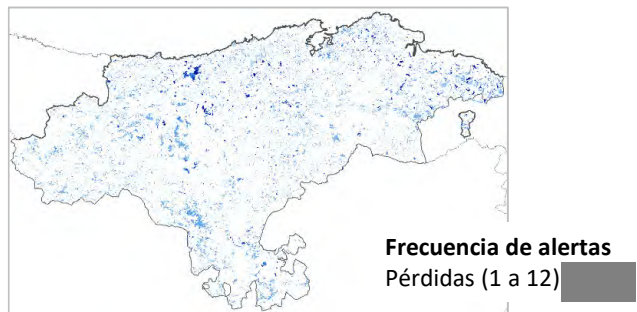 Frecuencia de alertas
Pérdidas (1 a 12)